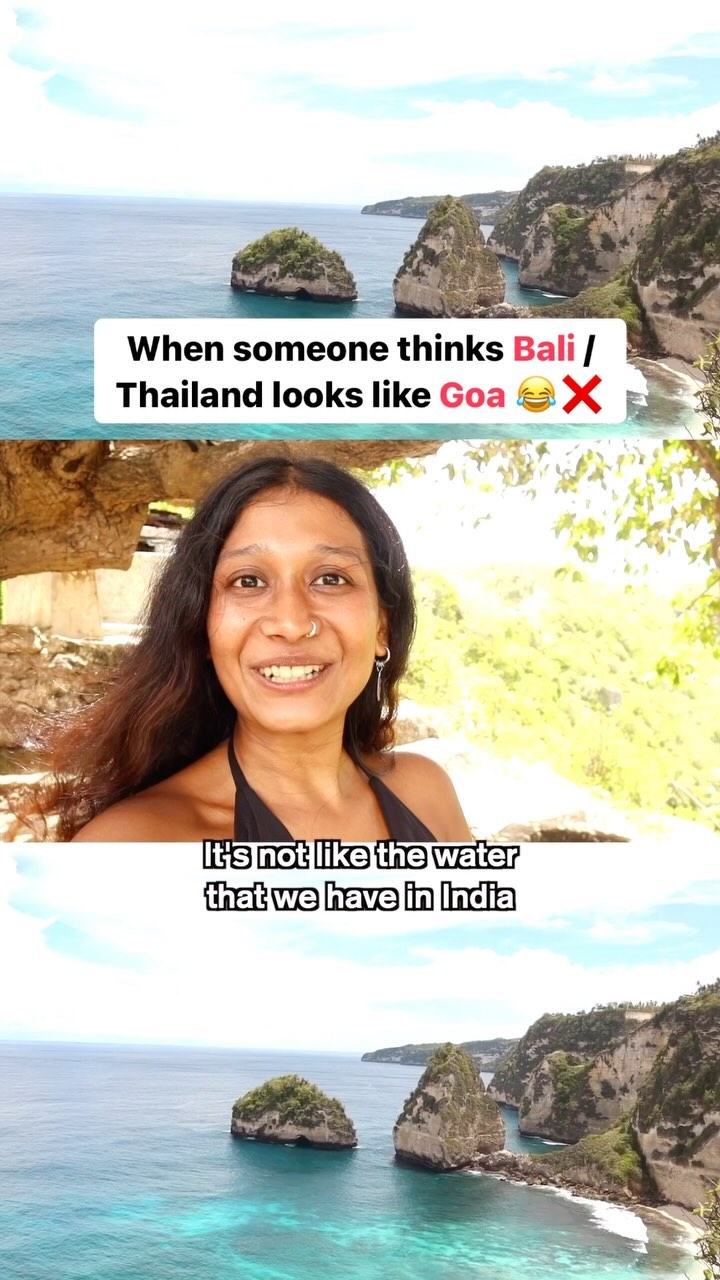 When someone thinks Bali /
Thailand looks like Goa 😂❌
It's not like the water
that we have in India